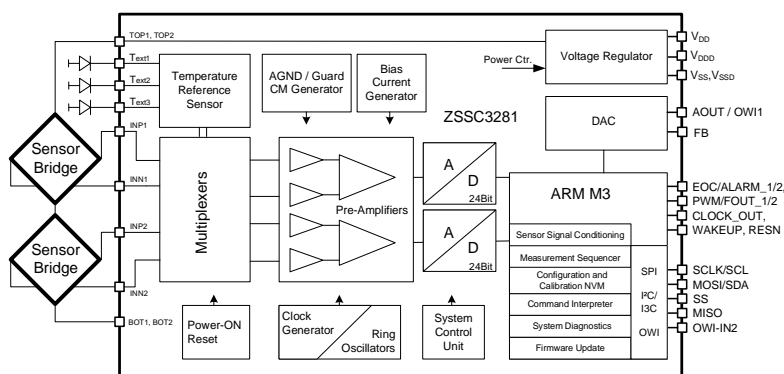 TOP1, TOP2
Text1
Text2
Text3
INP1
INN1
INP2
INN2
BOT1, BOT2
Sensor
Bridge
Sensor
Bridge
Temperature
Reference
Sensor
AGND / Guard
CM Generator
Bias
Current
Generator
Power Ctr.
Voltage Regulator
ZSSC3281
DAC
Multiplexers
Pre-Amplifiers
A
D
24Bit
A
D
24Bit
ARM M3
Sensor Signal Conditioning
Measurement Sequencer
Configuration and
Calibration NVM
Command Interpreter
System Diagnostics
Firmware Update
SPI
I²C/
I3C
OWI
Power-ON
Reset
Clock
Generator
Ring
Oscillators
System
Control
Unit
VDD
VDDD
VSS,VSSD
AOUT / OWI1
FB
EOC/ALARM_1/2,
PWM/FOUT_1/2
CLOCK_OUT,
WAKEUP, RESN
SCLK/SCL
MOSI/SDA
SS
MISO
OWI-IN2